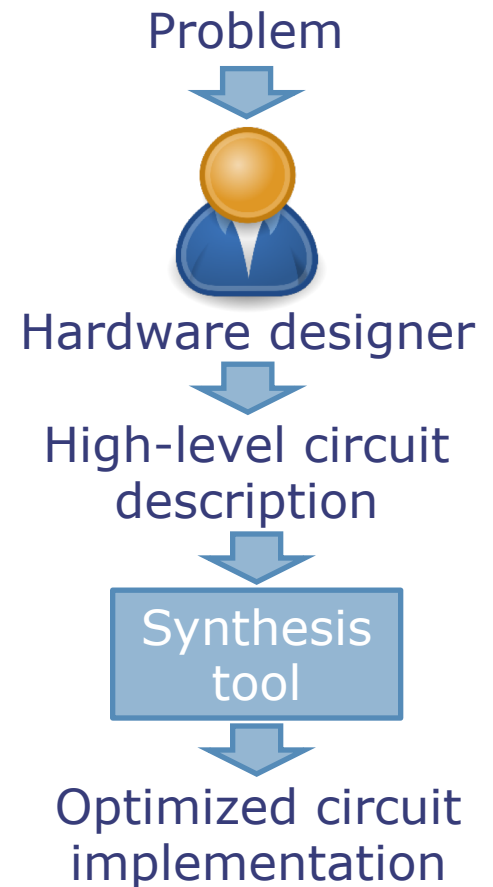 Problem
Hardware designer
High-level circuit
description
Synthesis
tool
Optimized circuit
implementation